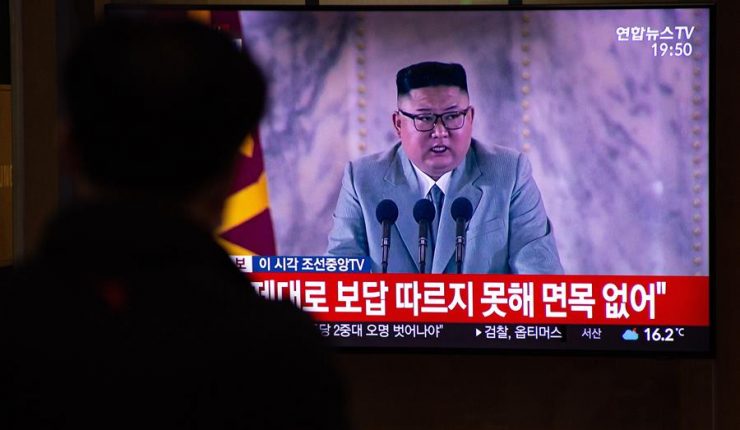 연합뉴스TV
19:50
보 이 시각 조선중앙TV
제대로 보답 따르지 못해 면목 없어"
당 2중대 오명 벗어나야" ▶검찰, 옵티머스 서산 16.2℃